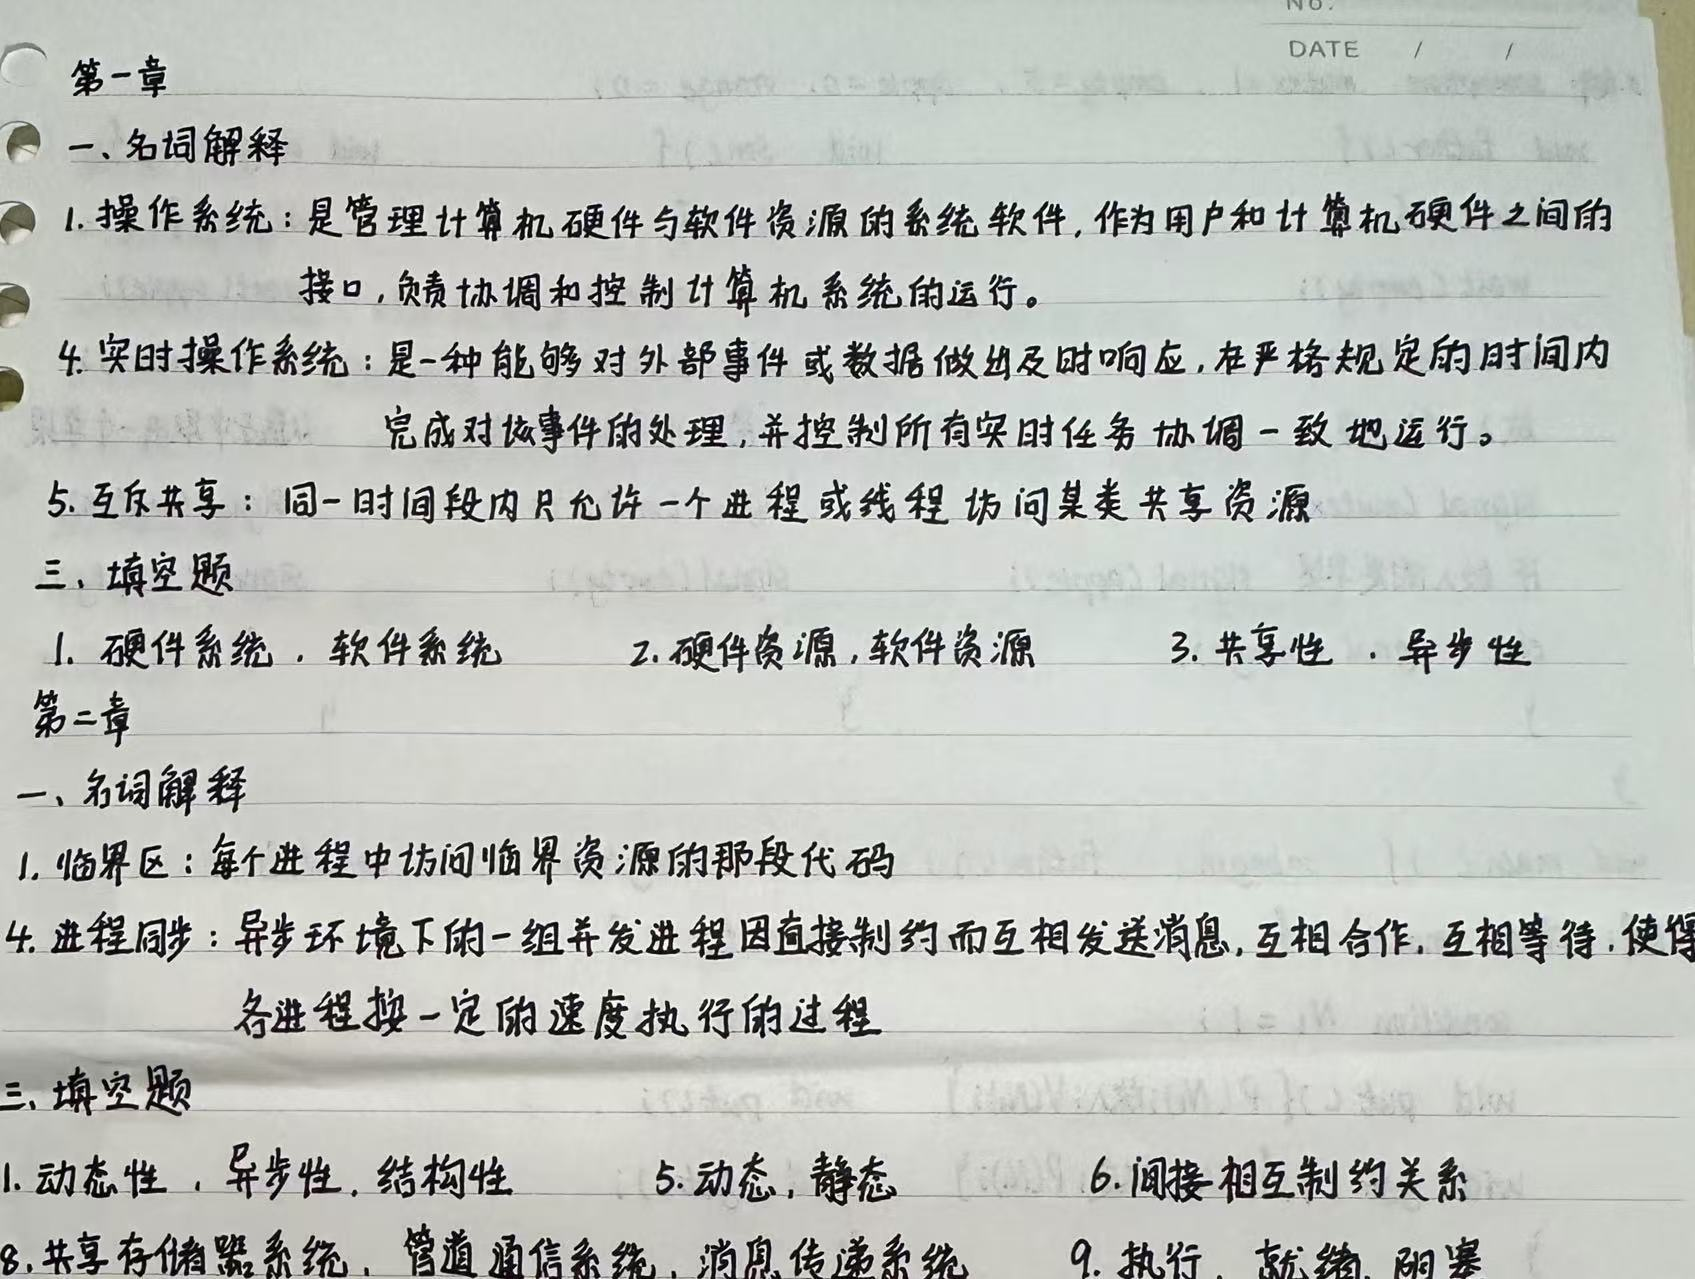 No.
DATE / /
第一章
一、名词解释
1. 操作系统：是管理计算机硬件与软件资源的系统软件,作为用户和计算机硬件之间的
接口,负责协调和控制计算机系统的运行。
4. 实时操作系统：是一种能够对外部事件或数据做出及时响应,在严格规定的时间内
完成对该事件的处理,并控制所有实时任务协调一致地运行。
5. 互斥共享：同一时间段内只允许一个进程或线程访问某类共享资源
三、填空题
1. 硬件系统，软件系统 2. 硬件资源,软件资源 3. 共享性，异步性
第二章
一、名词解释
1. 临界区：每个进程中访问临界资源的那段代码
4. 进程同步：异步环境下的一组并发进程因直接制约而互相发送消息,互相合作,互相等待,使得
各进程按一定的速度执行的过程
三、填空题
1. 动态性，异步性,结构性 5. 动态,静态 6. 间接相互制约关系
8. 共享存储器系统，管道通信系统,消息传递系统 9. 执行，就绪,阻塞